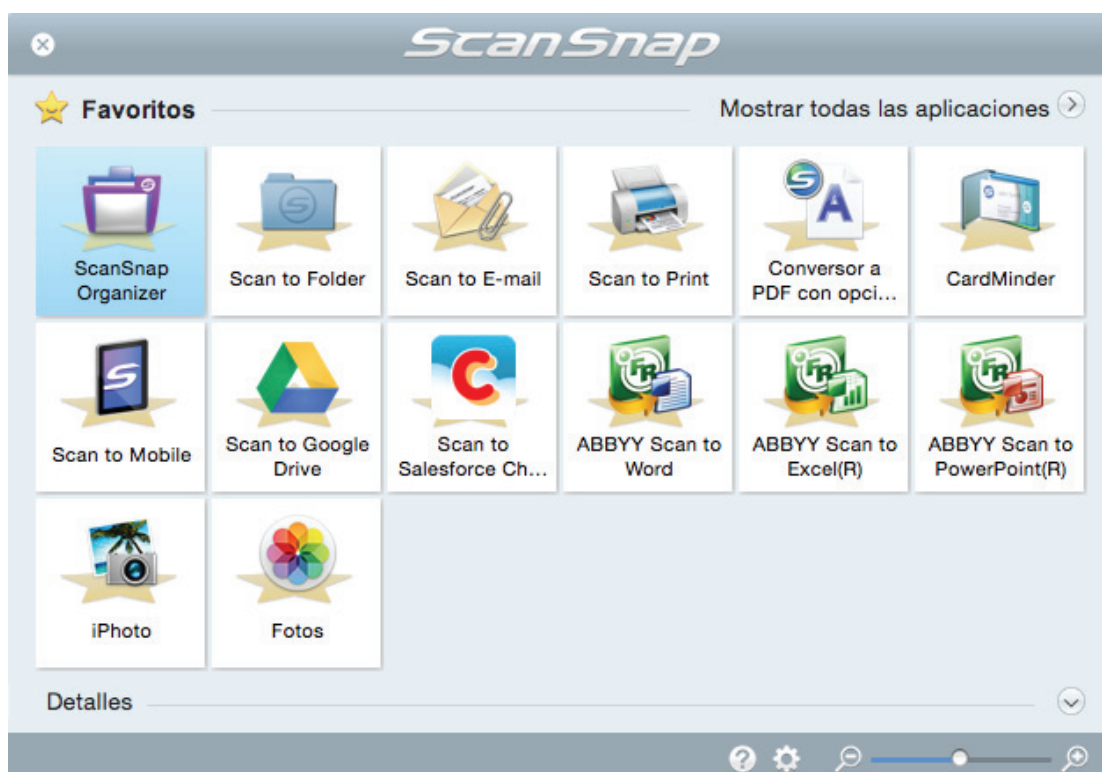 ScanSnap
Favoritos
Mostrar todas las aplicaciones
ScanSnap
Organizer
Scan to Folder
Scan to E-mail
Scan to Print
Conversor a
PDF con opci...
CardMinder
Scan to Mobile
Scan to Google
Drive
Scan to
Salesforce Ch...
ABBYY Scan to
Word
ABBYY Scan to
Excel(R)
ABBYY Scan to
PowerPoint(R)
iPhoto
Fotos
Detalles